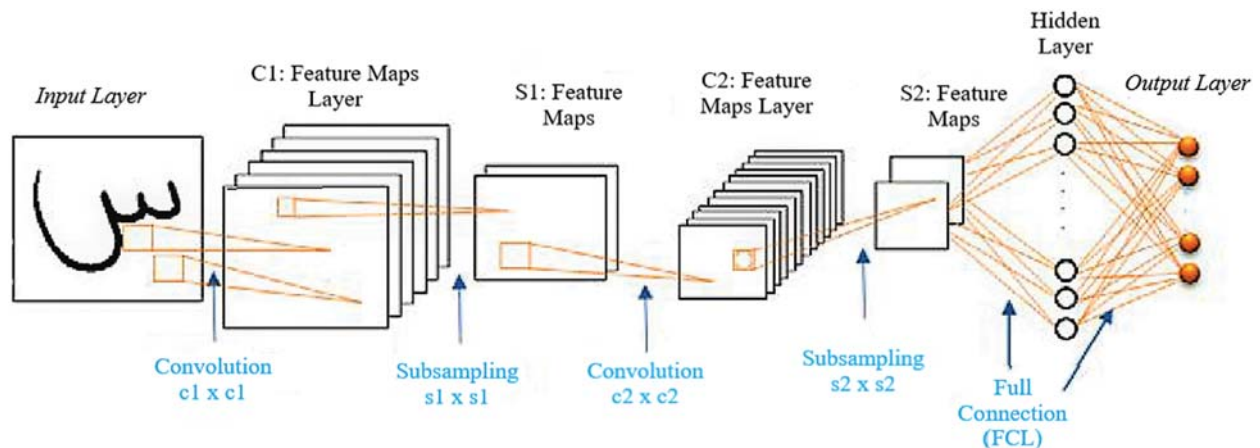 Input Layer
C1: Feature Maps
Layer
S1: Feature
Maps
C2: Feature
Maps Layer
S2: Feature
Maps
Hidden
Layer
Output Layer
س
Convolution
c1 x c1
Subsampling
s1 x s1
Convolution
c2 x c2
Subsampling
s2 x s2
Full
Connection
(FCL)